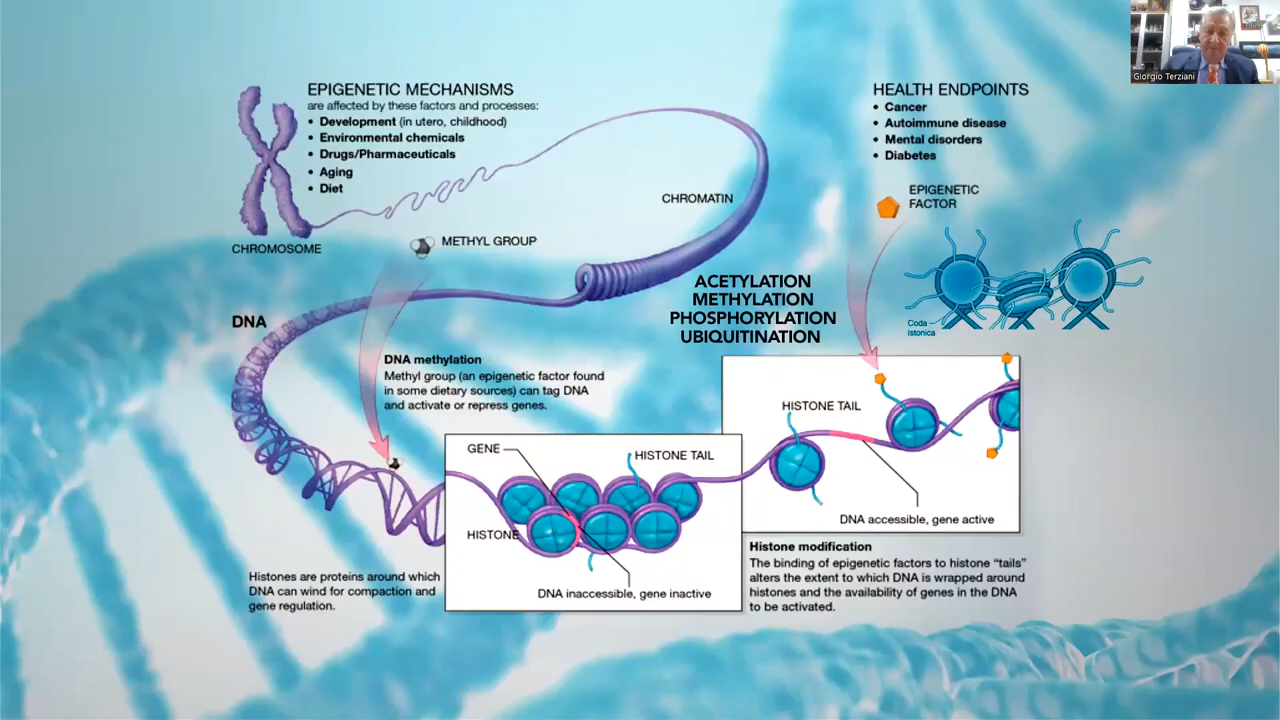 Giorgio Terziani
EPIGENETIC MECHANISMS
are affected by these factors and processes:
• Development (in utero, childhood)
• Environmental chemicals
• Drugs/Pharmaceuticals
• Aging
• Diet
HEALTH ENDPOINTS
• Cancer
• Autoimmune disease
• Mental disorders
• Diabetes
EPIGENETIC
FACTOR
CHROMATIN
CHROMOSOME
METHYL GROUP
ACETYLATION
METHYLATION
PHOSPHORYLATION
UBIQUITINATION
Coda
istonica
DNA
DNA methylation
Methyl group (an epigenetic factor found
in some dietary sources) can tag DNA
and activate or repress genes.
HISTONE TAIL
DNA accessible, gene active
GENE
HISTONE TAIL
HISTONE
DNA inaccessible, gene inactive
Histones are proteins around which
DNA can wind for compaction and
gene regulation.
Histone modification
The binding of epigenetic factors to histone “tails”
alters the extent to which DNA is wrapped around
histones and the availability of genes in the DNA
to be activated.